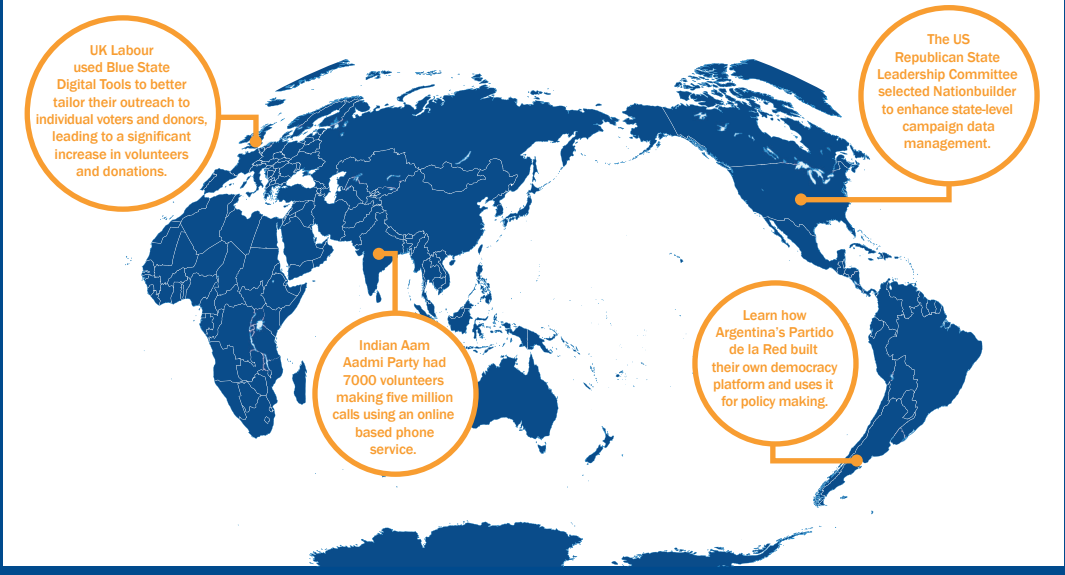 UK Labour
used Blue State
Digital Tools to better
tailor their outreach to
individual voters and donors,
leading to a significant
increase in volunteers
and donations.
The US
Republican State
Leadership Committee
selected Nationbuilder
to enhance state-level
campaign data
management.
Indian Aam
Aadmi Party had
7000 volunteers
making five million
calls using an online
based phone
service.
Learn how
Argentina's Partido
de la Red built
their own democracy
platform and uses it
for policy making.